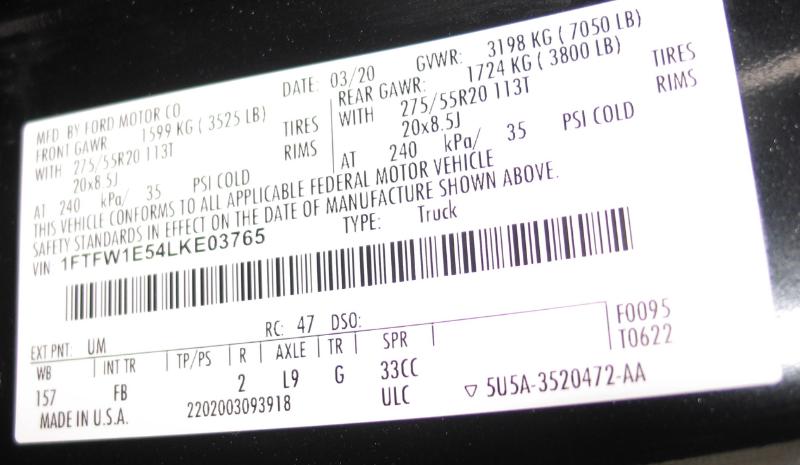 MFD. BY FORD MOTOR CO
DATE: 03/20
GVWR: 3198 KG ( 7050 LB)
FRONT GAWR: 1599 KG ( 3525 LB)
WITH 275/55R20 113T TIRES
20x8.5J RIMS
AT 240 kPa/ 35 PSI COLD
REAR GAWR: 1724 KG ( 3800 LB)
WITH 275/55R20 113T TIRES
20x8.5J RIMS
AT 240 kPa/ 35 PSI COLD
THIS VEHICLE CONFORMS TO ALL APPLICABLE FEDERAL MOTOR VEHICLE
SAFETY STANDARDS IN EFFECT ON THE DATE OF MANUFACTURE SHOWN ABOVE.
VIN 1FTFW1E54LKE03765 TYPE: Truck
EXT PNT: UM RC: 47 DSO: F0095
T0622
WB INT TR TP/PS R AXLE TR SPR
157 FB 2 L9 G 33CC
ULC
MADE IN U.S.A. 2202003093918 ▽ 5U5A-3520472-AA